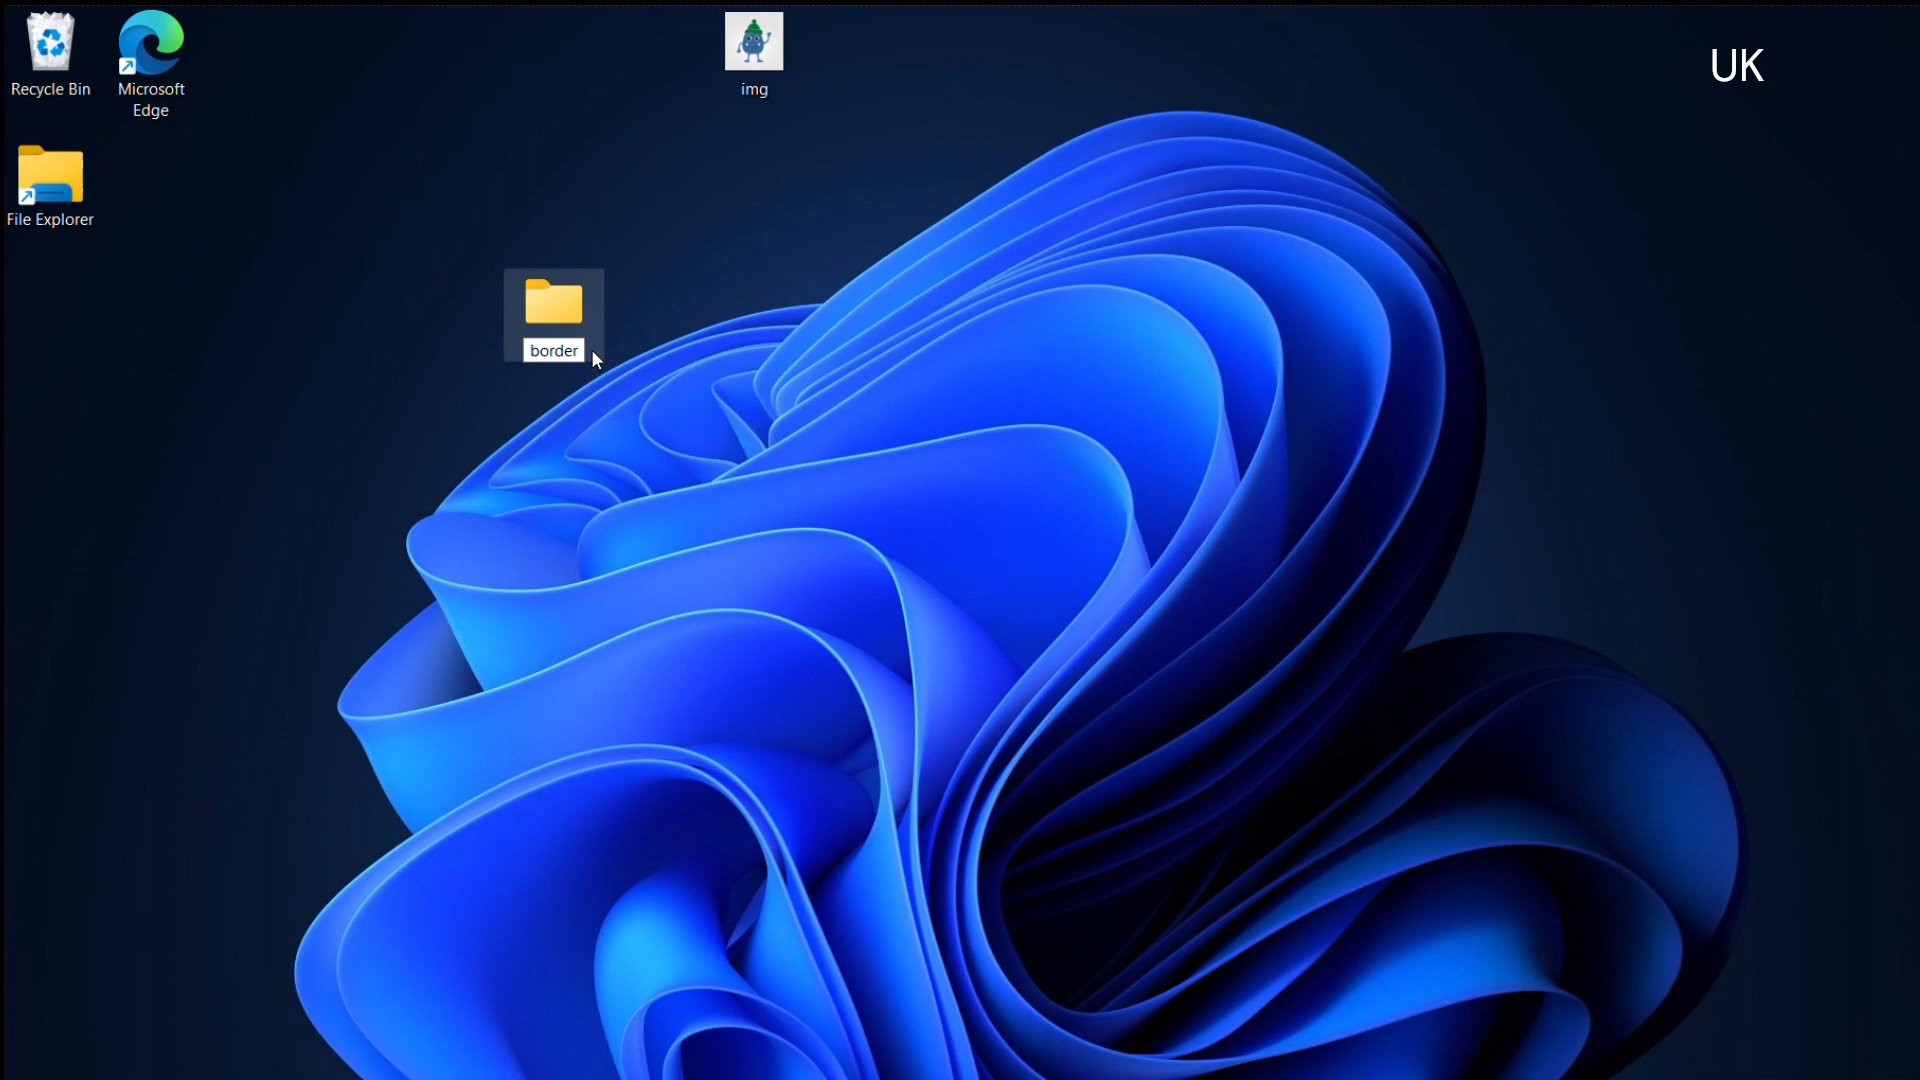 Recycle Bin
Microsoft
Edge
img
UK
File Explorer
border